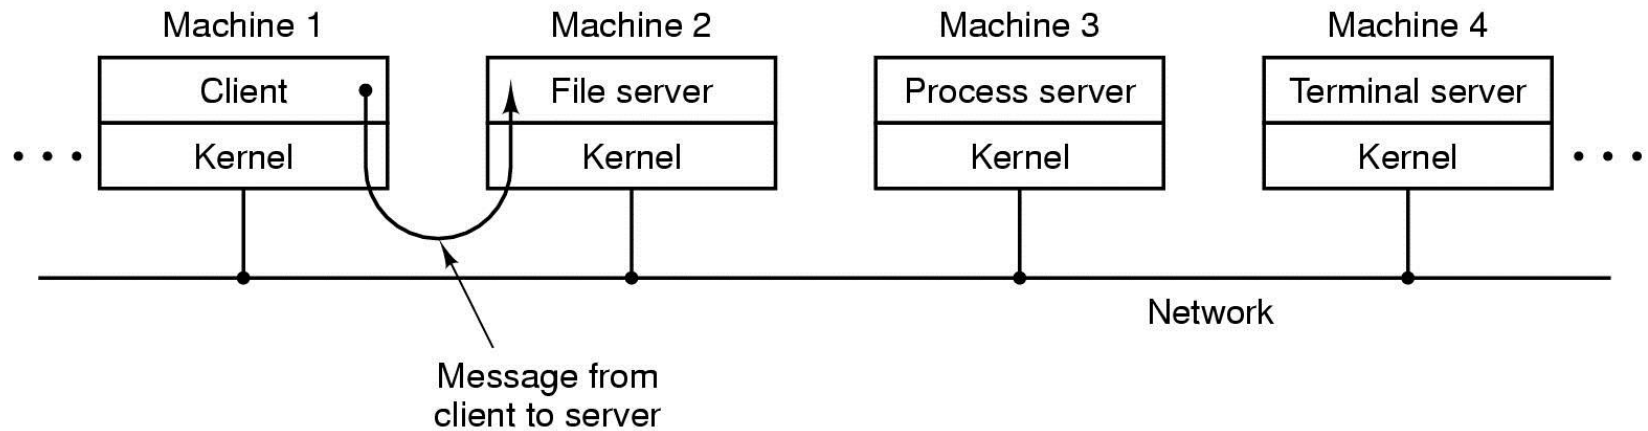 Machine 1
Machine 2
Machine 3
Machine 4
Client
File server
Process server
Terminal server
Kernel
Kernel
Kernel
Kernel
Network
Message from
client to server